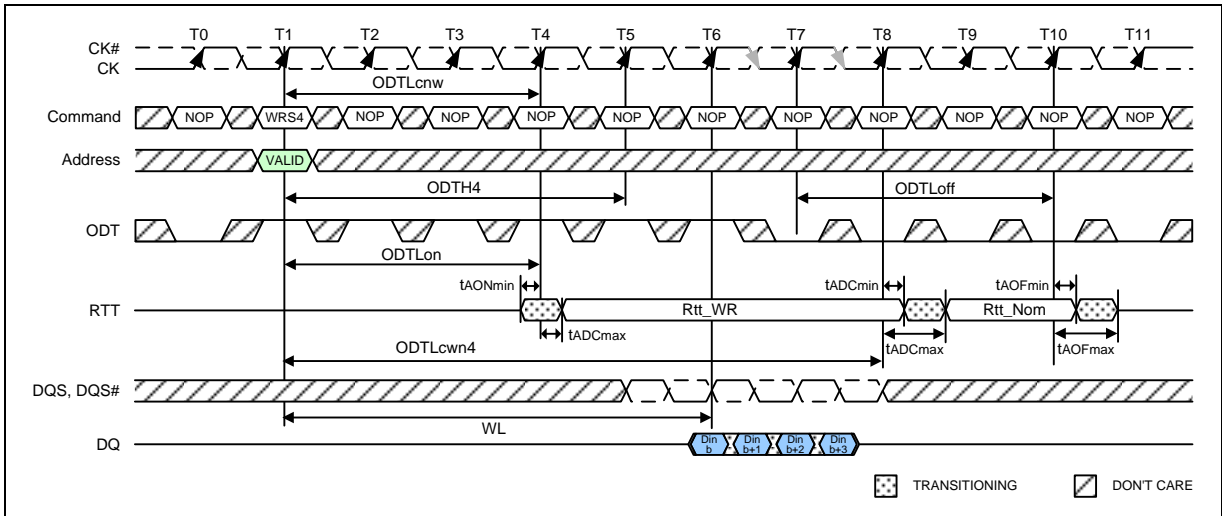 T0 T1 T2 T3 T4 T5 T6 T7 T8 T9 T10 T11
CK#
CK
ODTLcnw
Command NOP WRS4 NOP NOP NOP NOP NOP NOP NOP NOP NOP NOP
Address VALID
ODTH4 ODTLoff
ODT
ODTLon
tAONmin tADCmin tAOFmin
RTT Rtt_WR Rtt_Nom
tADCmax tADCmax tAOFmax
ODTLcwn4
DQS, DQS#
WL
DQ Din b Din b+1 Din b+2 Din b+3
TRANSITIONING DON'T CARE